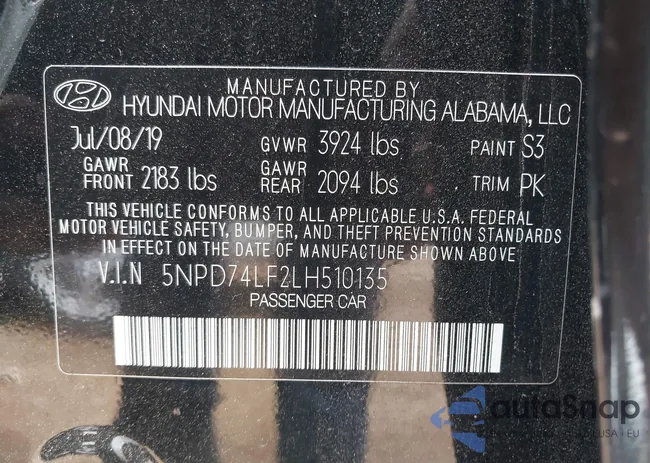 MANUFACTURED BY
HYUNDAI MOTOR MANUFACTURING ALABAMA, LLC
Jul/08/19 GVWR 3924 lbs PAINT S3
GAWR FRONT 2183 lbs GAWR REAR 2094 lbs TRIM PK
THIS VEHICLE CONFORMS TO ALL APPLICABLE U.S.A. FEDERAL
MOTOR VEHICLE SAFETY, BUMPER, AND THEFT PREVENTION STANDARDS
IN EFFECT ON THE DATE OF MANUFACTURE SHOWN ABOVE
V.I.N 5NPD74LF2LH510135
PASSENGER CAR
autoSnap
USA - EU